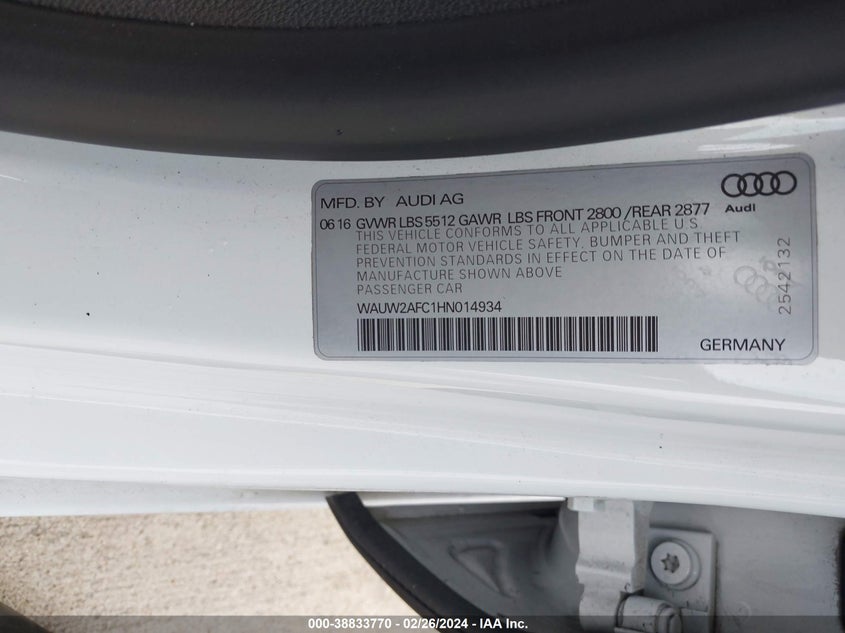 MFD. BY AUDI AG
06 16 GVWR LBS 5512 GAWR LBS FRONT 2800 /REAR 2877
THIS VEHICLE CONFORMS TO ALL APPLICABLE U.S.
FEDERAL MOTOR VEHICLE SAFETY, BUMPER AND THEFT
PREVENTION STANDARDS IN EFFECT ON THE DATE OF
MANUFACTURE SHOWN ABOVE
PASSENGER CAR
WAUW2AFC1HN014934
GERMANY
Audi
2542132
000-38833770 - 02/26/2024 - IAA Inc.